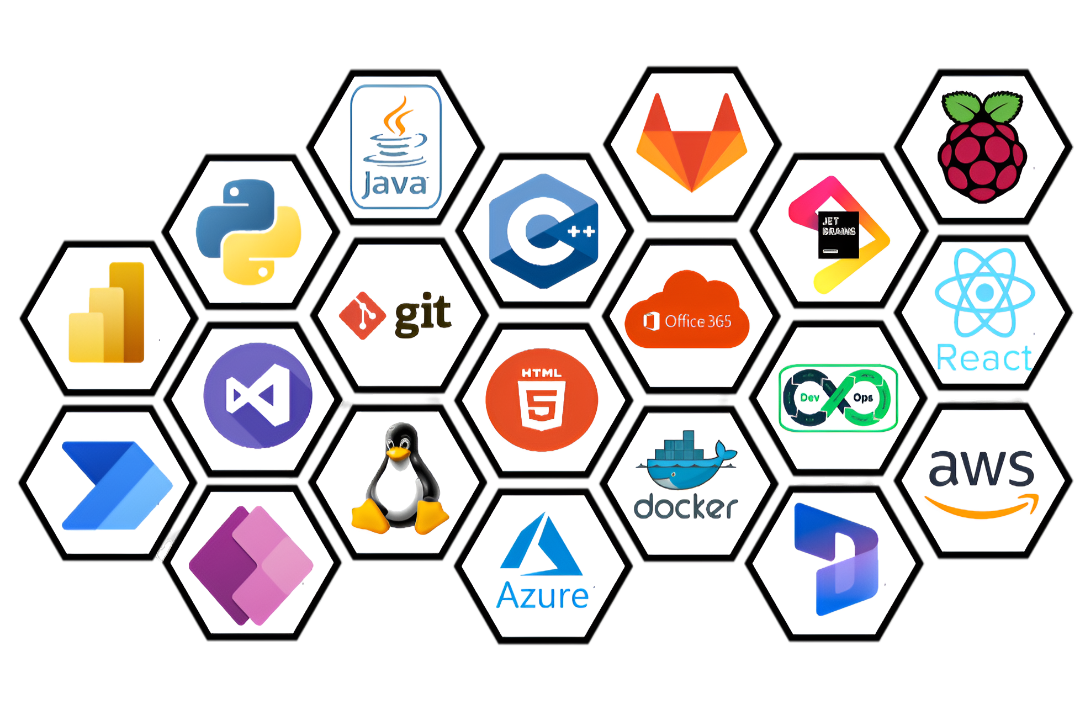 Java
JET
BRAINS
C++
git
Office 365
React
HTML
5
Dev Ops
aws
docker
Azure